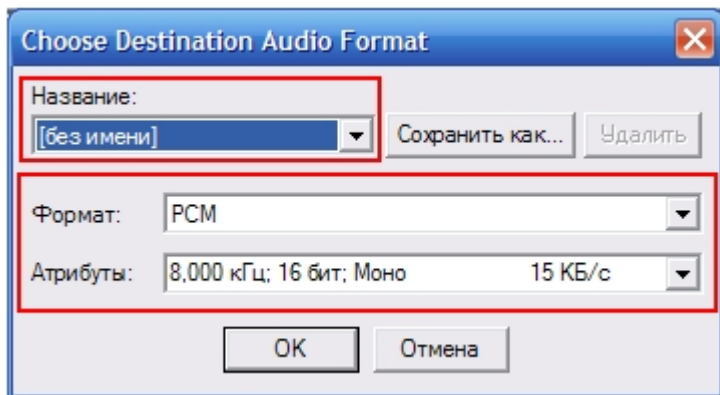 Choose Destination Audio Format
Название:
[без имени] Сохранить как... Удалить
Формат: PCM
Атрибуты: 8,000 кГц; 16 бит; Моно 15 КБ/с
OK Отмена